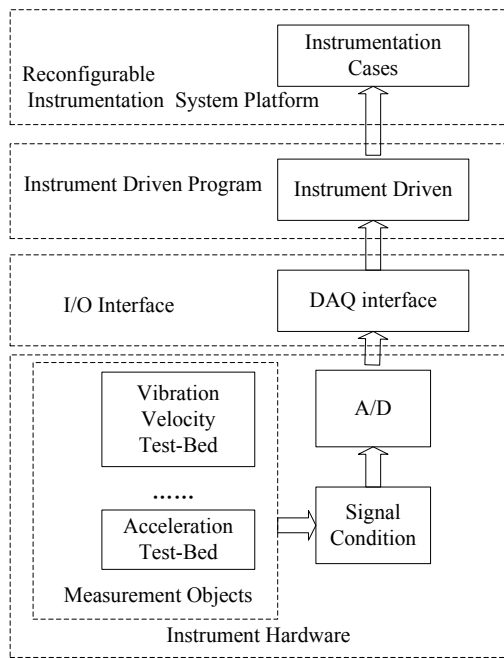 Instrumentation
Cases
Reconfigurable
Instrumentation System Platform
Instrument Driven Program
Instrument Driven
I/O Interface
DAQ interface
Vibration
Velocity
Test-Bed
A/D
......
Acceleration
Test-Bed
Signal
Condition
Measurement Objects
Instrument Hardware